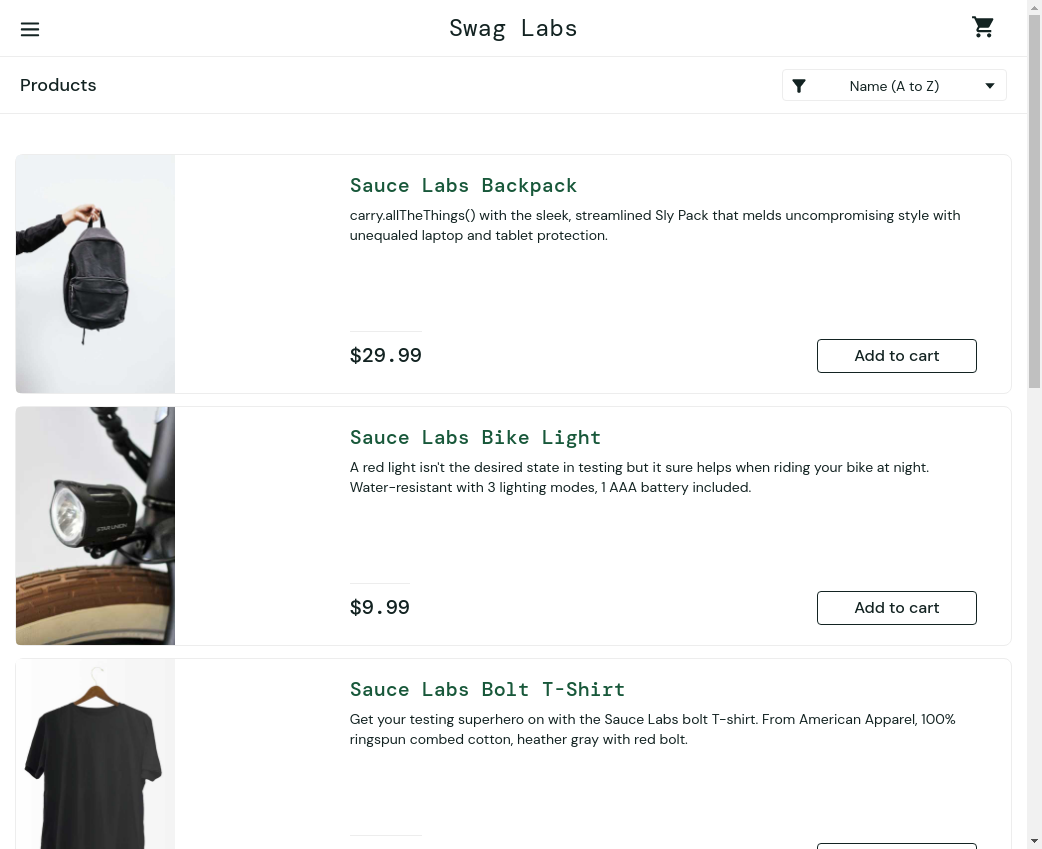 Swag Labs
Products
Name (A to Z)
Sauce Labs Backpack
carry.allTheThings() with the sleek, streamlined Sly Pack that melds uncompromising style with
unequaled laptop and tablet protection.
$29.99
Add to cart
Sauce Labs Bike Light
A red light isn't the desired state in testing but it sure helps when riding your bike at night.
Water-resistant with 3 lighting modes, 1 AAA battery included.
$9.99
Add to cart
Sauce Labs Bolt T-Shirt
Get your testing superhero on with the Sauce Labs bolt T-shirt. From American Apparel, 100%
ringspun combed cotton, heather gray with red bolt.